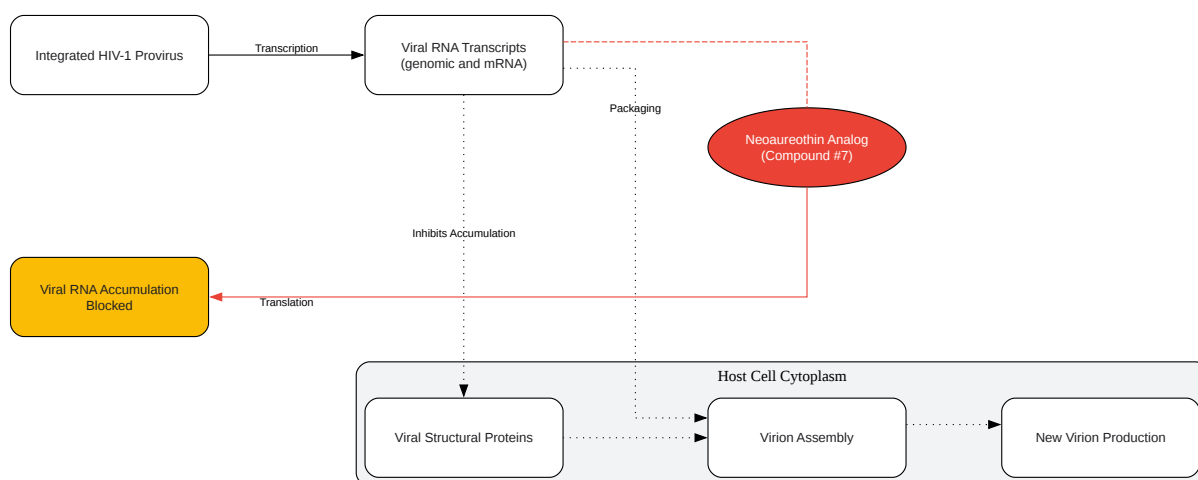 Integrated HIV-1 Provirus
Transcription
Viral RNA Transcripts
(genomic and mRNA)
Packaging
Neoaureothin Analog
(Compound #7)
Inhibits Accumulation
Viral RNA Accumulation
Blocked
Translation
Host Cell Cytoplasm
Viral Structural Proteins
Virion Assembly
New Virion Production